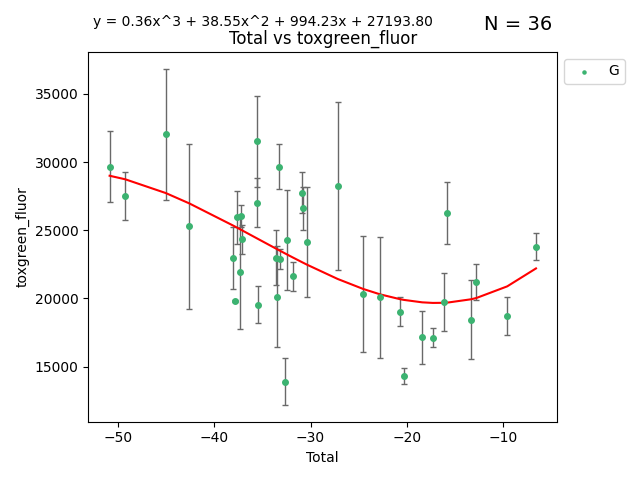 y = 0.36x^3 + 38.55x^2 + 994.23x + 27193.80
N = 36
Total vs toxgreen_fluor
G
35000
30000
25000
20000
15000
toxgreen_fluor
−50
−40
−30
−20
−10
Total